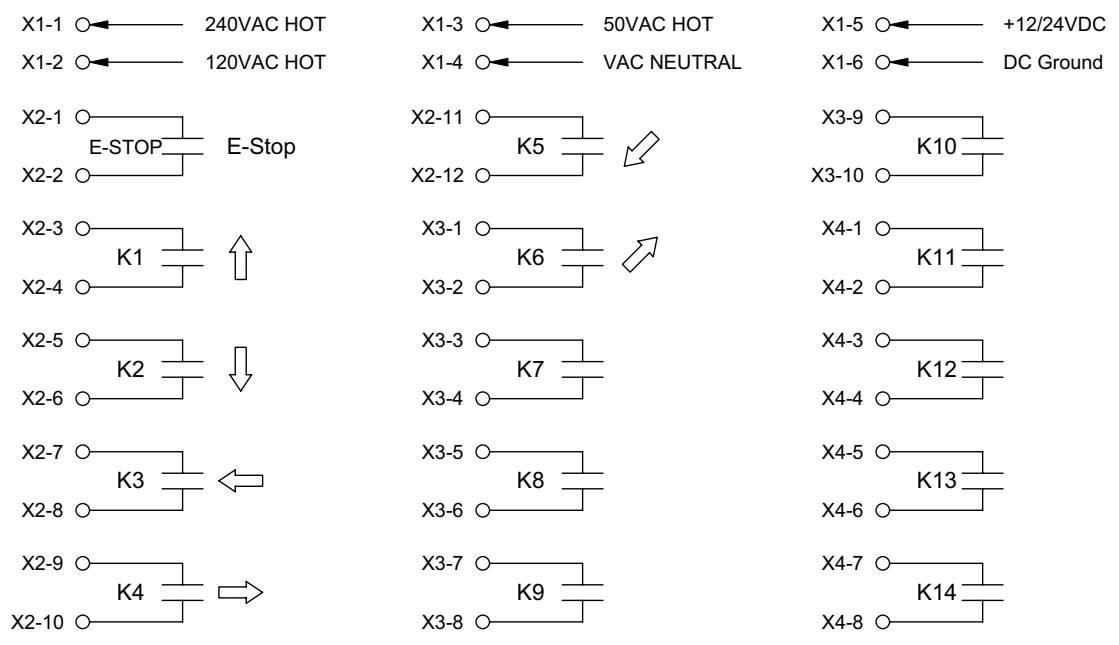 X1-1 240VAC HOT
X1-2 120VAC HOT
X2-1
E-STOP E-Stop
X2-2
X2-3
K1
X2-4
X2-5
K2
X2-6
X2-7
K3
X2-8
X2-9
K4
X2-10
X1-3 50VAC HOT
X1-4 VAC NEUTRAL
X2-11
K5
X2-12
X3-1
K6
X3-2
X3-3
K7
X3-4
X3-5
K8
X3-6
X3-7
K9
X3-8
X1-5 +12/24VDC
X1-6 DC Ground
X3-9
K10
X3-10
X4-1
K11
X4-2
X4-3
K12
X4-4
X4-5
K13
X4-6
X4-7
K14
X4-8